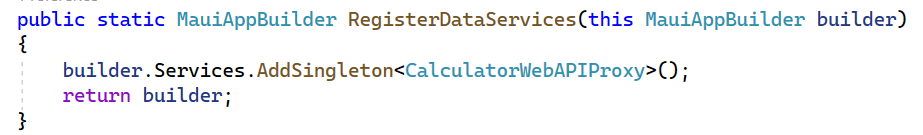 public static MauiAppBuilder RegisterDataServices(this MauiAppBuilder builder)
{
    builder.Services.AddSingleton<CalculatorWebAPIProxy>();
    return builder;
}